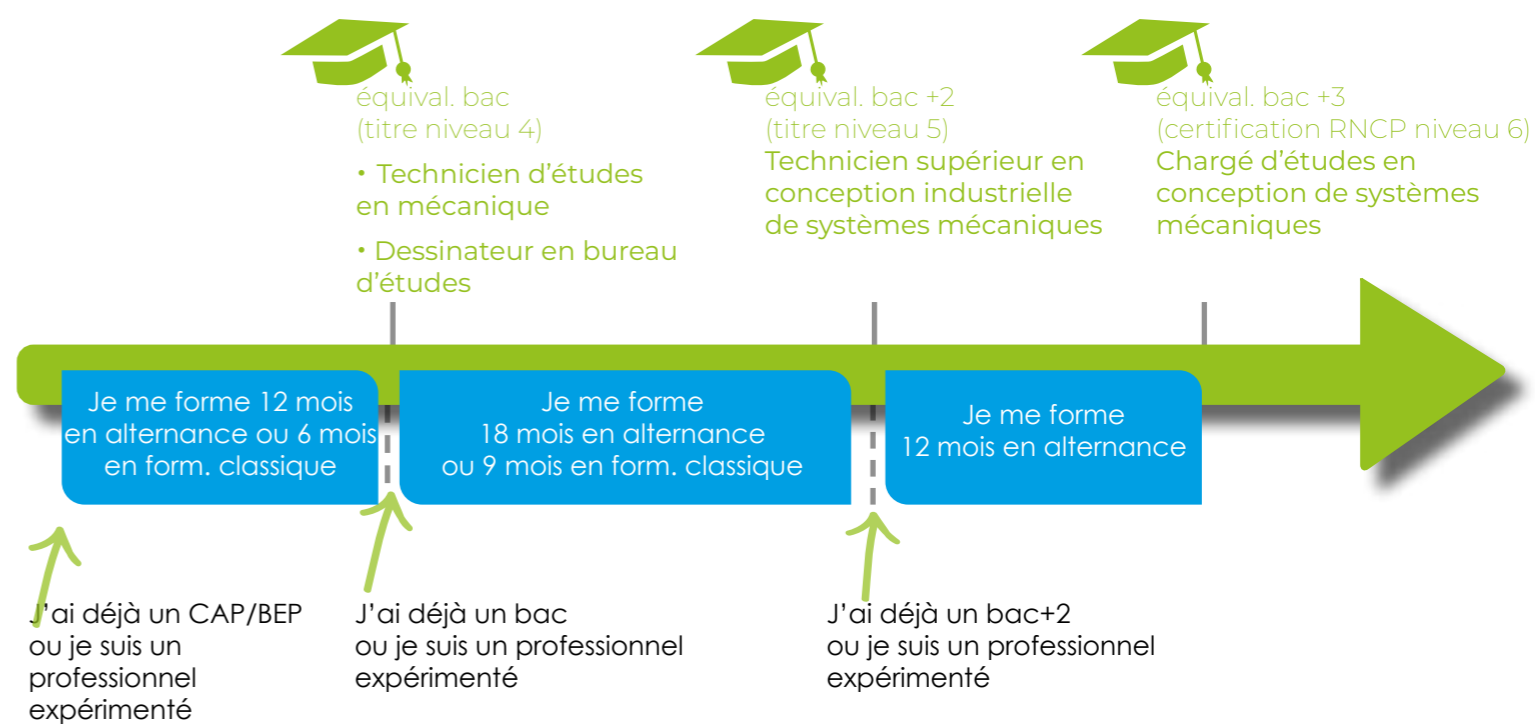 équival. bac
(titre niveau 4)
• Technicien d'études
en mécanique
• Dessinateur en bureau
d'études
équival. bac +2
(titre niveau 5)
Technicien supérieur en
conception industrielle
de systèmes mécaniques
équival. bac +3
(certification RNCP niveau 6)
Chargé d'études en
conception de systèmes
mécaniques
Je me forme 12 mois
en alternance ou 6 mois
en form. classique
Je me forme
18 mois en alternance
ou 9 mois en form. classique
Je me forme
12 mois en alternance
J'ai déjà un CAP/BEP
ou je suis un
professionnel
expérimenté
J'ai déjà un bac
ou je suis un professionnel
expérimenté
J'ai déjà un bac+2
ou je suis un professionnel
expérimenté